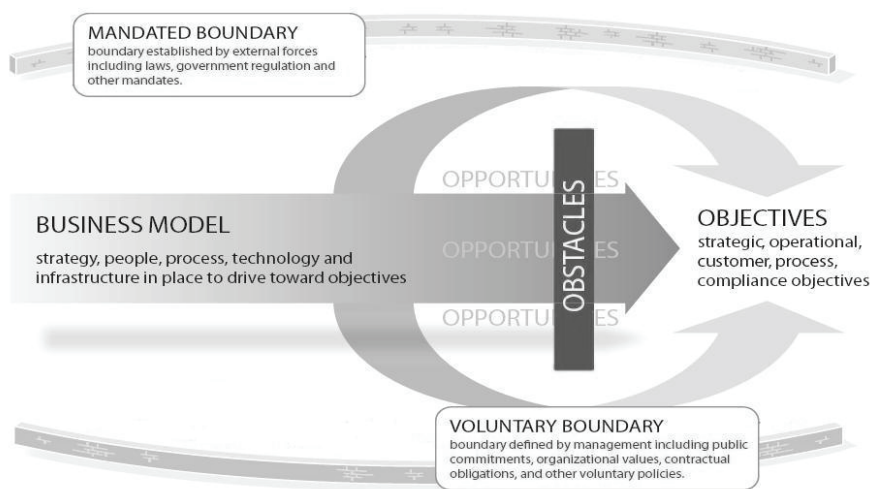 MANDATED BOUNDARY
boundary established by external forces
including laws, government regulation and
other mandates.
OPPORTUNITIES
BUSINESS MODEL
strategy, people, process, technology and
infrastructure in place to drive toward objectives
OPPORTUNITIES
OPPORTUNITIES
OBSTACLES
OBJECTIVES
strategic, operational,
customer, process,
compliance objectives
VOLUNTARY BOUNDARY
boundary defined by management including public
commitments, organizational values, contractual
obligations, and other voluntary policies.